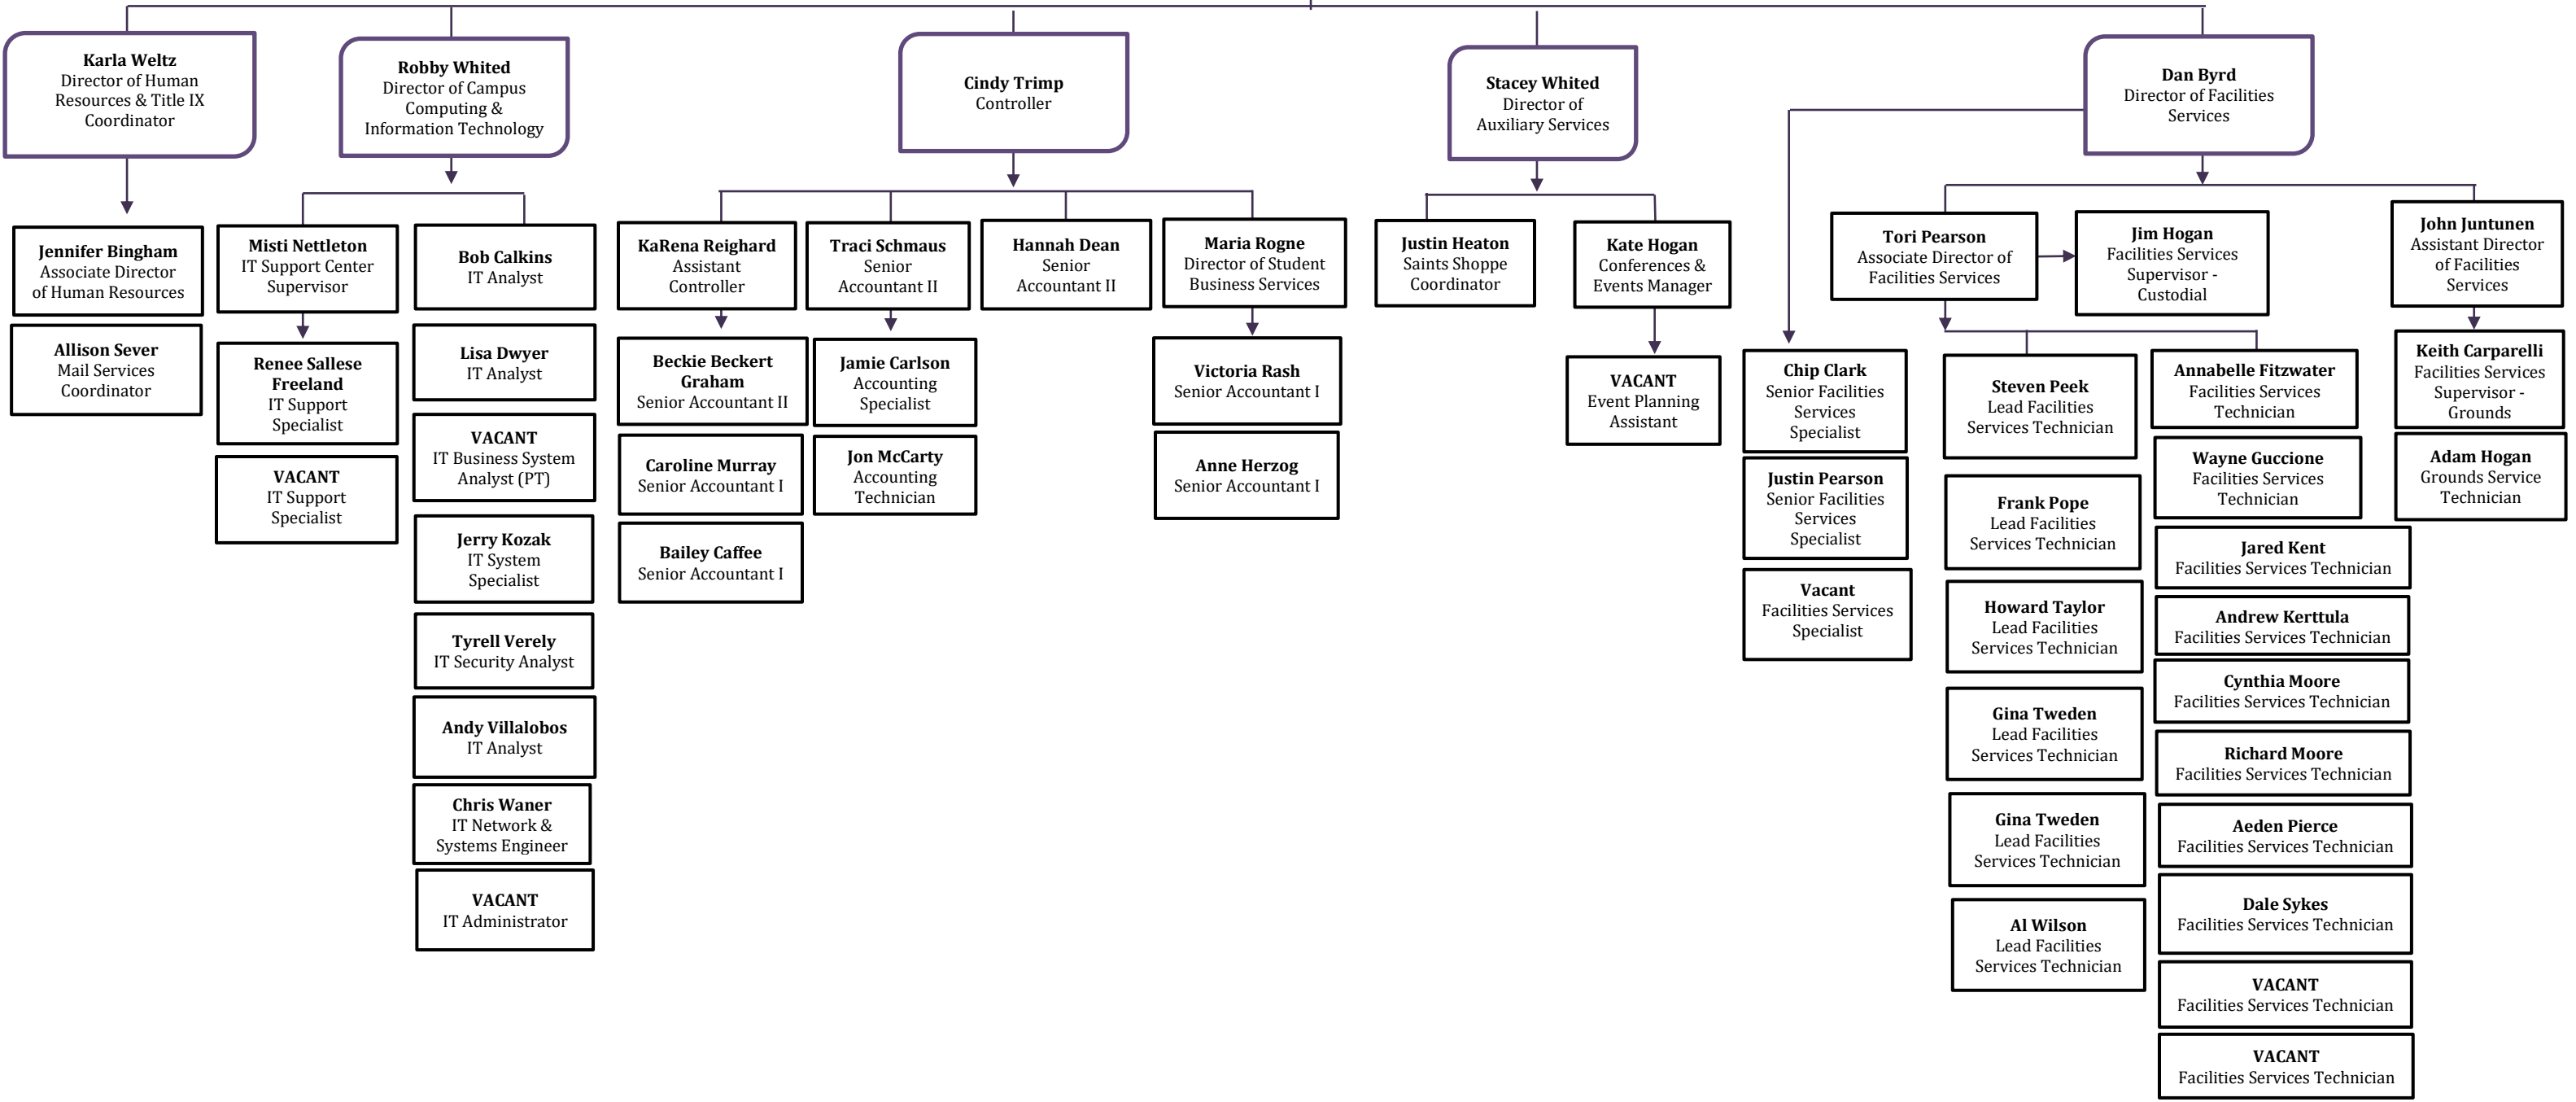 Karla Weltz
Director of Human
Resources & Title IX
Coordinator
Robby Whited
Director of Campus
Computing &
Information Technology
Cindy Trimp
Controller
Stacey Whited
Director of
Auxiliary Services
Dan Byrd
Director of Facilities
Services
Jennifer Bingham
Associate Director
of Human Resources
Allison Sever
Mail Services
Coordinator
Misti Nettleton
IT Support Center
Supervisor
Renee Sallese
Freeland
IT Support
Specialist
VACANT
IT Support
Specialist
Bob Calkins
IT Analyst
Lisa Dwyer
IT Analyst
VACANT
IT Business System
Analyst (PT)
Jerry Kozak
IT System
Specialist
Tyrell Verely
IT Security Analyst
Andy Villalobos
IT Analyst
Chris Waner
IT Network &
Systems Engineer
VACANT
IT Administrator
KaRena Reighard
Assistant
Controller
Beckie Beckert
Graham
Senior Accountant II
Caroline Murray
Senior Accountant I
Bailey Caffee
Senior Accountant I
Traci Schmaus
Senior
Accountant II
Jamie Carlson
Accounting
Specialist
Jon McCarty
Accounting
Technician
Hannah Dean
Senior
Accountant II
Maria Rogne
Director of Student
Business Services
Victoria Rash
Senior Accountant I
Anne Herzog
Senior Accountant I
Justin Heaton
Saints Shoppe
Coordinator
Kate Hogan
Conferences &
Events Manager
VACANT
Event Planning
Assistant
Chip Clark
Senior Facilities
Services
Specialist
Justin Pearson
Senior Facilities
Services
Specialist
Vacant
Facilities Services
Specialist
Tori Pearson
Associate Director of
Facilities Services
Jim Hogan
Facilities Services
Supervisor -
Custodial
Steven Peek
Lead Facilities
Services Technician
Frank Pope
Lead Facilities
Services Technician
Howard Taylor
Lead Facilities
Services Technician
Gina Tweden
Lead Facilities
Services Technician
Gina Tweden
Lead Facilities
Services Technician
Al Wilson
Lead Facilities
Services Technician
Annabelle Fitzwater
Facilities Services
Technician
Wayne Guccione
Facilities Services
Technician
Jared Kent
Facilities Services Technician
Andrew Kerttula
Facilities Services Technician
Cynthia Moore
Facilities Services Technician
Richard Moore
Facilities Services Technician
Aeden Pierce
Facilities Services Technician
Dale Sykes
Facilities Services Technician
VACANT
Facilities Services Technician
VACANT
Facilities Services Technician
John Juntunen
Assistant Director
of Facilities
Services
Keith Carparelli
Facilities Services
Supervisor -
Grounds
Adam Hogan
Grounds Service
Technician